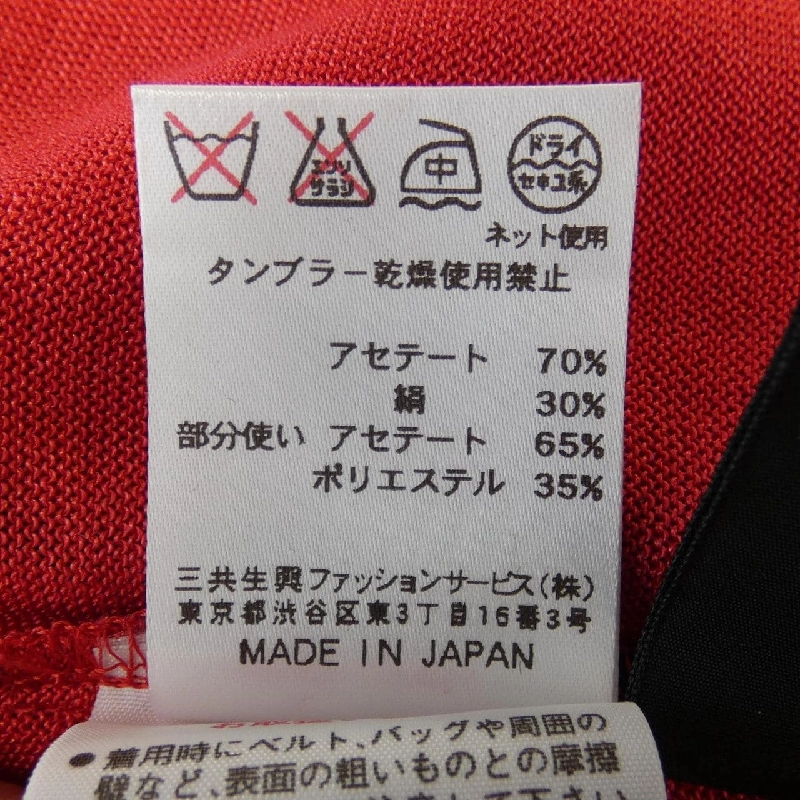 エンソ
サラシ
中
ドライ
セキユ系
ネット使用
タンブラー乾燥使用禁止
アセテート 70%
絹 30%
部分使い アセテート 65%
ポリエステル 35%
三共生興ファッションサービス(株)
東京都渋谷区東3丁目16番3号
MADE IN JAPAN
●着用時にベルト、バッグや周囲の
壁など、表面の粗いものとの摩擦